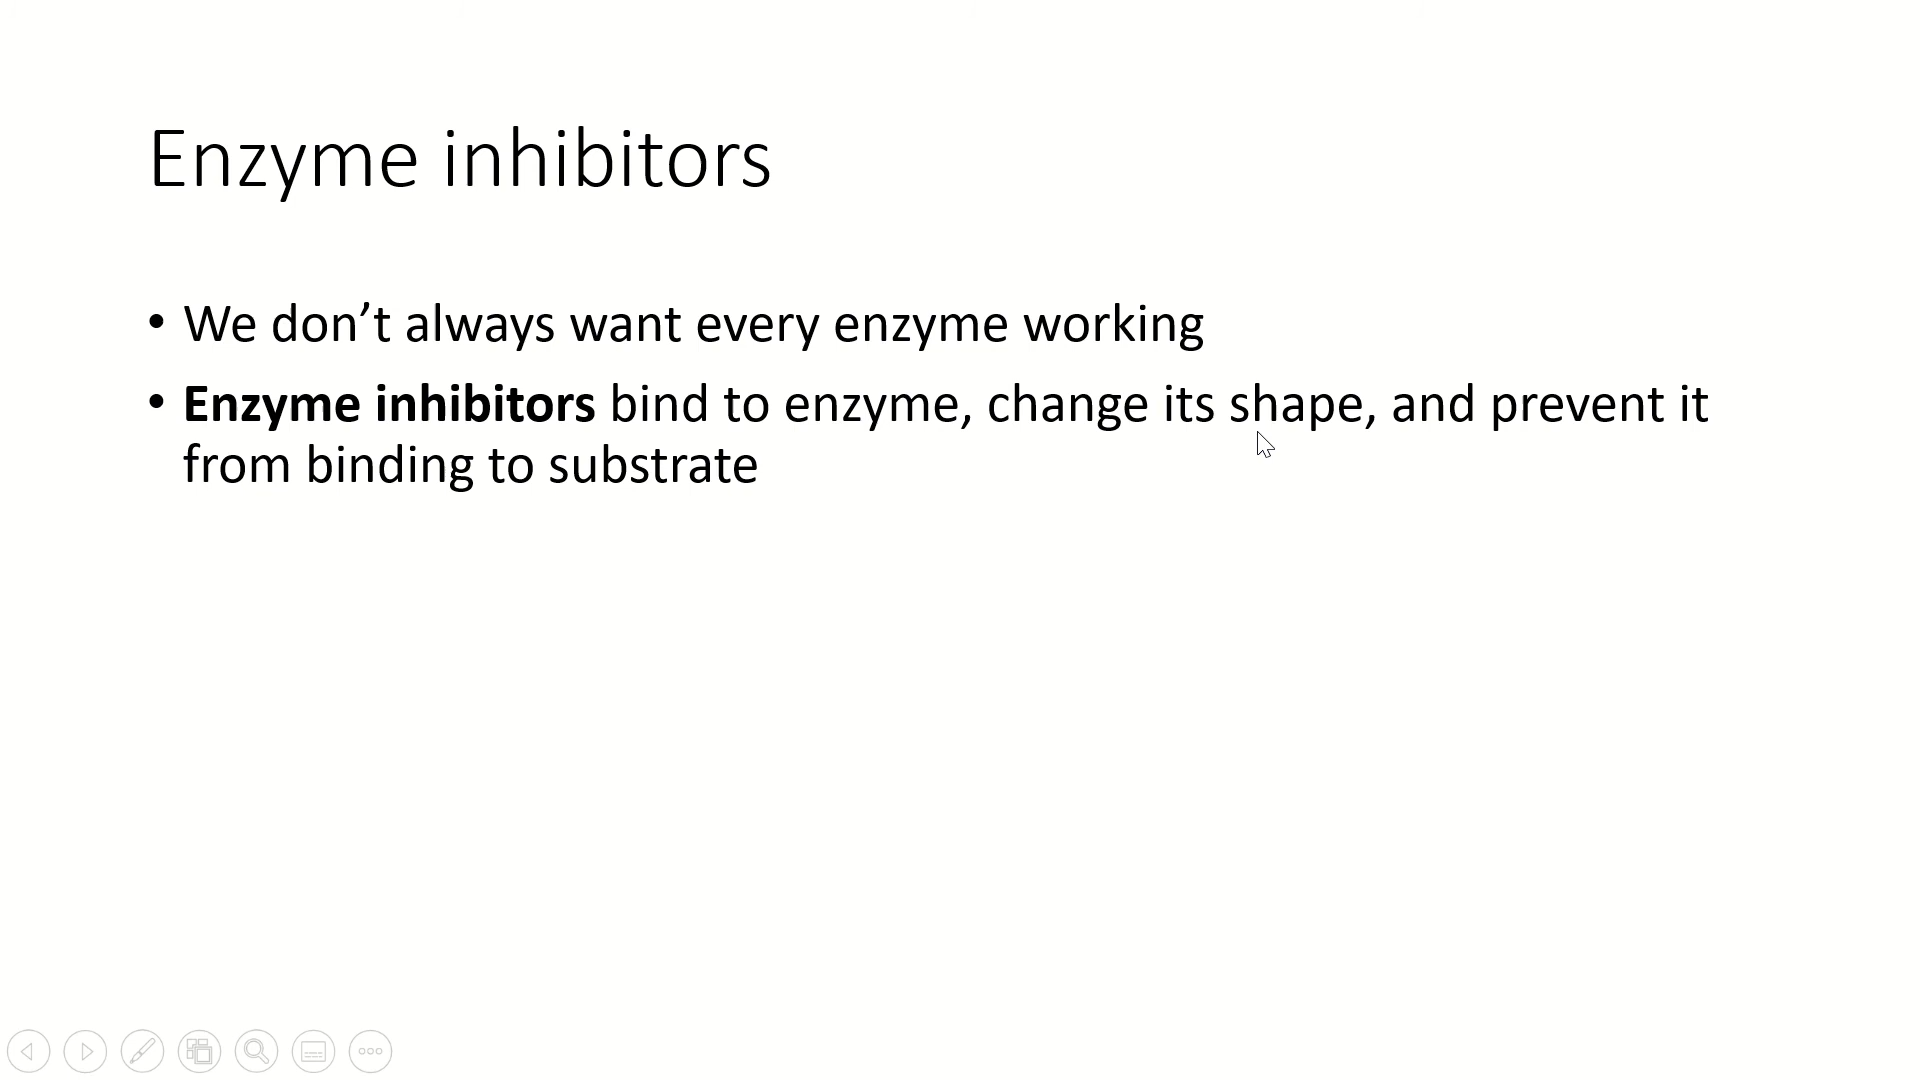 Enzyme inhibitors
• We don’t always want every enzyme working
• Enzyme inhibitors bind to enzyme, change its shape, and prevent it
from binding to substrate